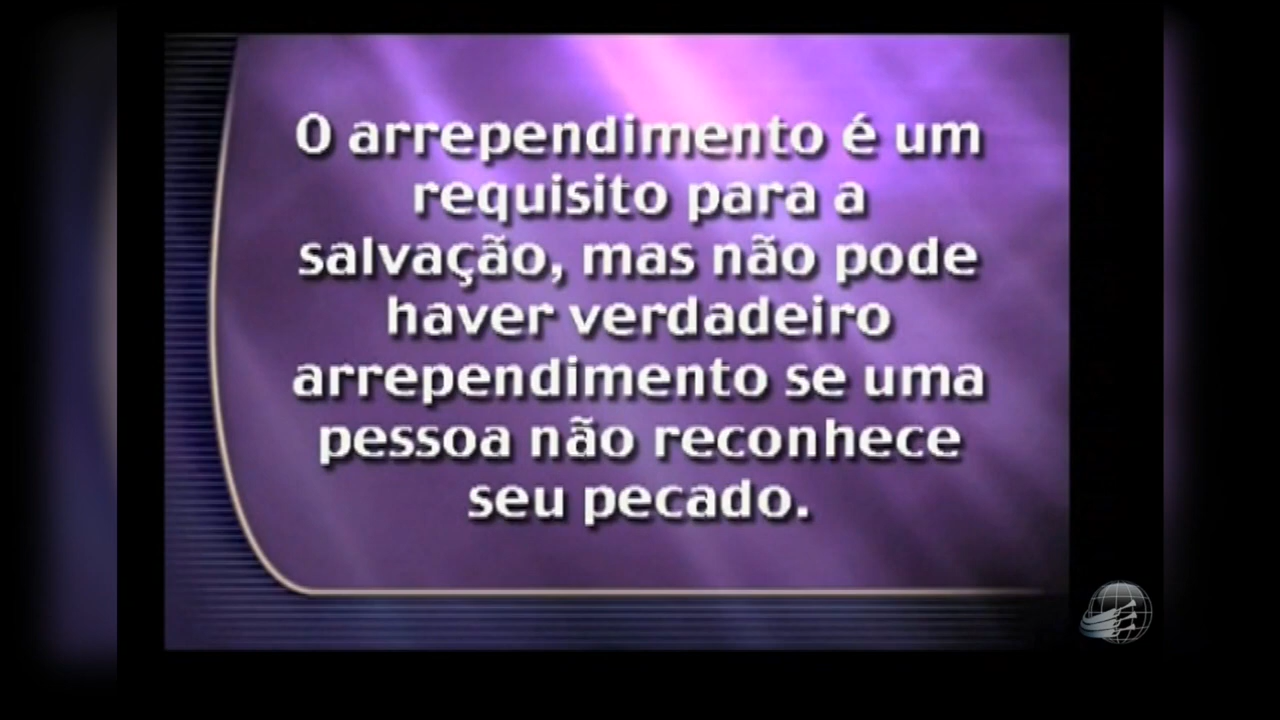 O arrependimento é um
requisito para a
salvação, mas não pode
haver verdadeiro
arrependimento se uma
pessoa não reconhece
seu pecado.